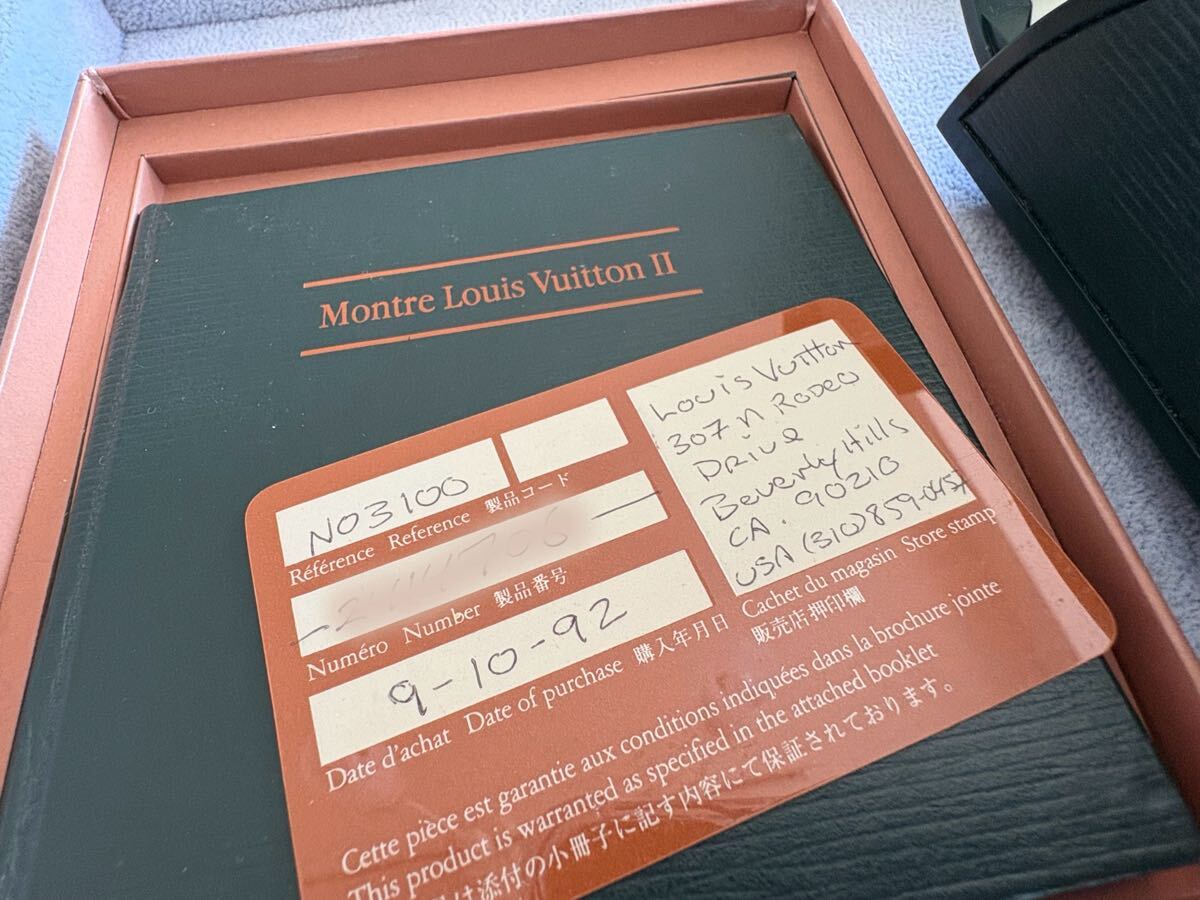 Montre Louis Vuitton II
NO3100
Référence Reference 製品コード
Numéro Number 製品番号
9-10-92
Date d'achat Date of purchase 購入年月日
Louis Vuitton
307 N Rodeo
Drive
Beverly Hills
CA. 90210
USA (310) 859-0457
Cachet du magasin Store stamp
販売店押印欄
Cette pièce est garantie aux conditions indiquées dans la brochure jointe
This product is warranted as specified in the attached booklet
は添付の小冊子に記す内容にて保証されております。